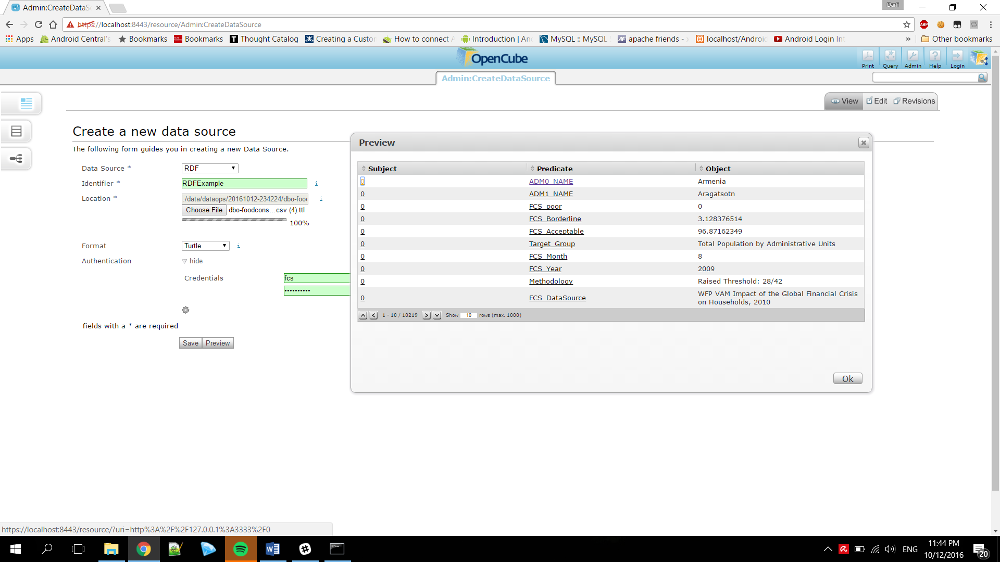 Admin:CreateDataS
Darli
https://localhost:8443/resource/Admin:CreateDataSource
ABP
Apps
Android Central's
Bookmarks
Bookmarks
Thought Catalog
Creating a Custor
How to connect A
Introduction | An
MySQL :: MySQL
apache friends -
localhost/Androi
Android Login Int
»
Other bookmarks
OpenCube
Print
Query
Admin
Help
Login
Admin:CreateDataSource
View
Edit
Revisions
Create a new data source
The following form guides you in creating a new Data Source.
Data Source *
RDF
Identifier *
RDFExample
i
Location *
./data/dataops/20161012-234224/dbo-food
i
Choose File
dbo-foodcons...csv (4).ttl
100%
Format
Turtle
i
Authentication
hide
Credentials
fcs
••••••••••
fields with a * are required
Save
Preview
Preview
Subject Predicate Object
0 ADM0_NAME Armenia
0 ADM1_NAME Aragatsotn
0 FCS_poor 0
0 FCS_Borderline 3.128376514
0 FCS_Acceptable 96.87162349
0 Target_Group Total Population by Administrative Units
0 FCS_Month 8
0 FCS_Year 2009
0 Methodology Raised Threshold: 28/42
0 FCS_DataSource WFP VAM Impact of the Global Financial Crisis
on Households, 2010
1 - 10 / 10219
Show 10 rows (max. 1000)
Ok
https://localhost:8443/resource/?uri=http%3A%2F%2F127.0.0.1%3A3333%2F0
ENG
11:44 PM
10/12/2016
20